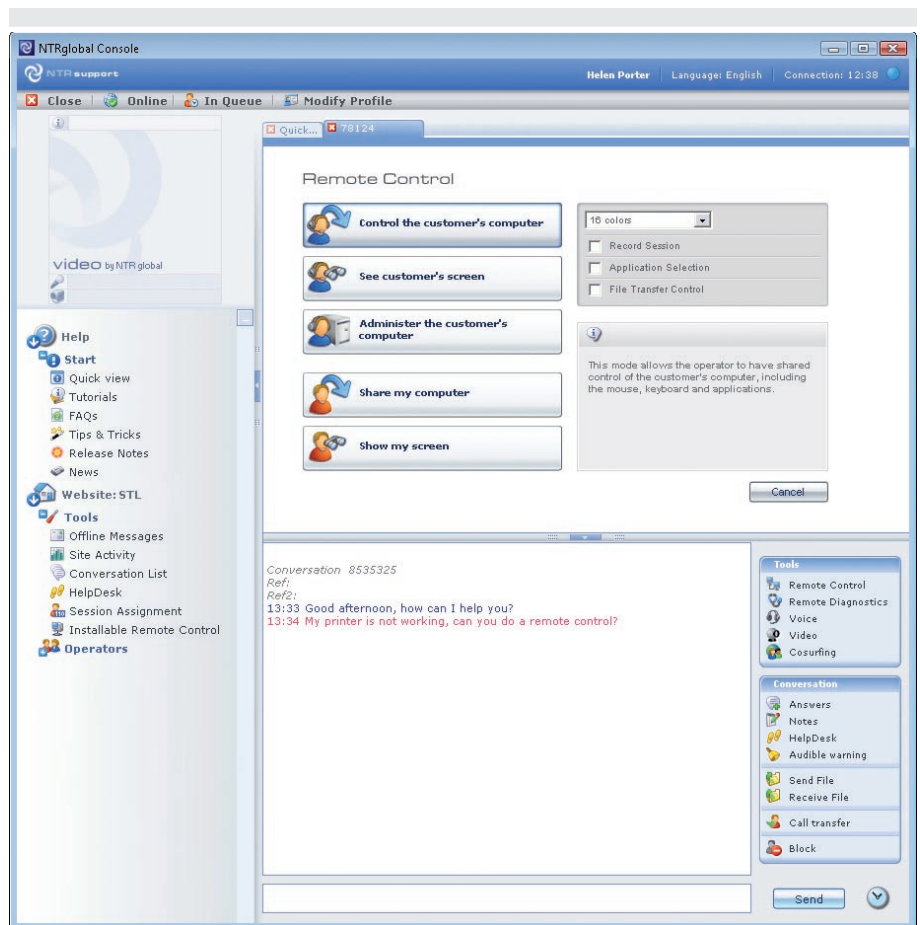 NTRglobal Console
NTR support
Helen Porter Language: English Connection: 12:38
Close Online In Queue Modify Profile
Quick... 78124
video by NTR global
Help
Start
Quick view
Tutorials
FAQs
Tips & Tricks
Release Notes
News
Website: STL
Tools
Offline Messages
Site Activity
Conversation List
HelpDesk
Session Assignment
Installable Remote Control
Operators
Remote Control
Control the customer's computer
See customer's screen
Administer the customer's
computer
Share my computer
Show my screen
16 colors
Record Session
Application Selection
File Transfer Control
This mode allows the operator to have shared
control of the customer's computer, including
the mouse, keyboard and applications.
Cancel
Conversation 8535325
Ref:
Ref2:
13:33 Good afternoon, how can I help you?
13:34 My printer is not working, can you do a remote control?
Tools
Remote Control
Remote Diagnostics
Voice
Video
Cosurfing
Conversation
Answers
Notes
HelpDesk
Audible warning
Send File
Receive File
Call transfer
Block
Send